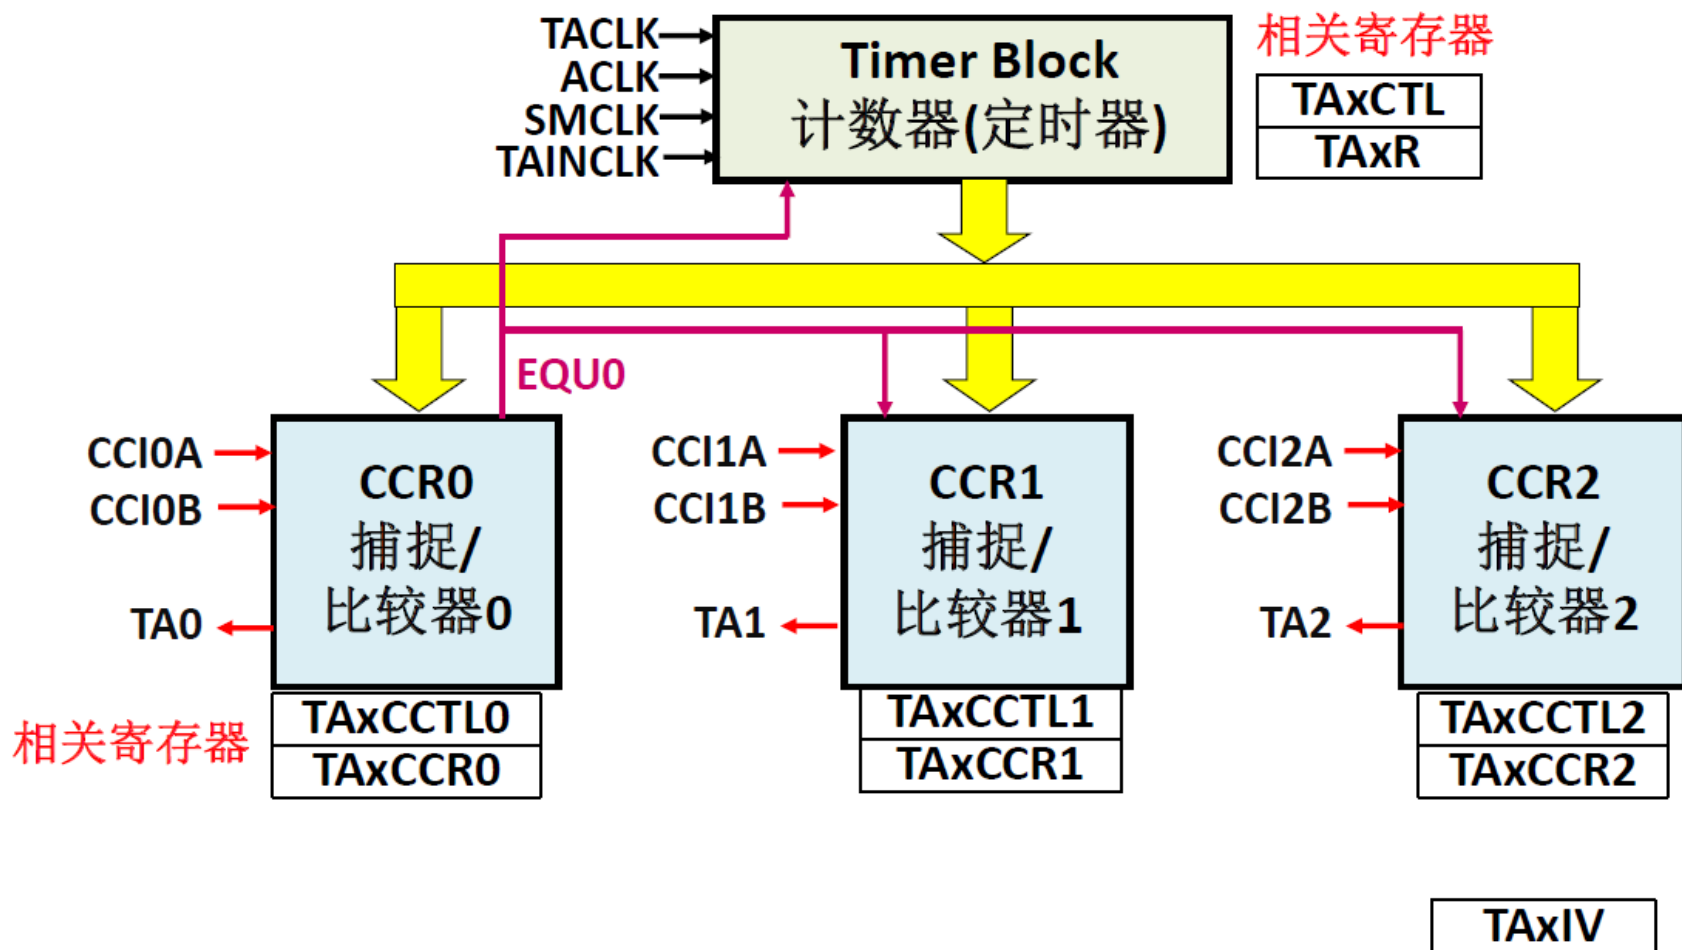 TACLK
ACLK
SMCLK
TAINCLK
Timer Block
计数器(定时器)
相关寄存器
TAxCTL
TAxR
EQU0
CCI0A
CCI0B
TA0
CCR0
捕捉/
比较器0
CCI1A
CCI1B
TA1
CCR1
捕捉/
比较器1
CCI2A
CCI2B
TA2
CCR2
捕捉/
比较器2
相关寄存器
TAxCCTL0
TAxCCR0
TAxCCTL1
TAxCCR1
TAxCCTL2
TAxCCR2
TAxIV